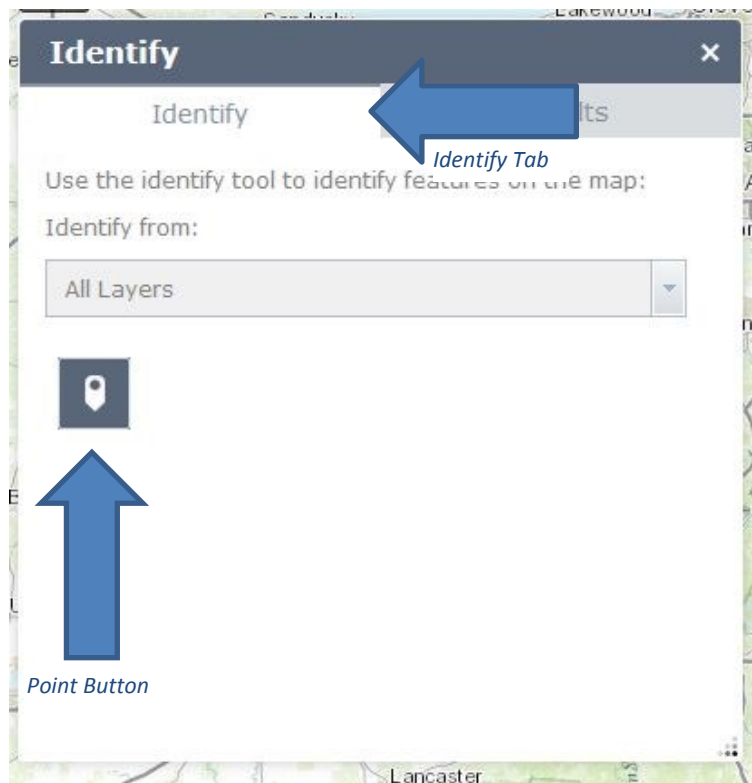 Identify
×
Identify
Identify Tab
Use the identify tool to identify features on the map:
Identify from:
All Layers
Point Button
Lancaster